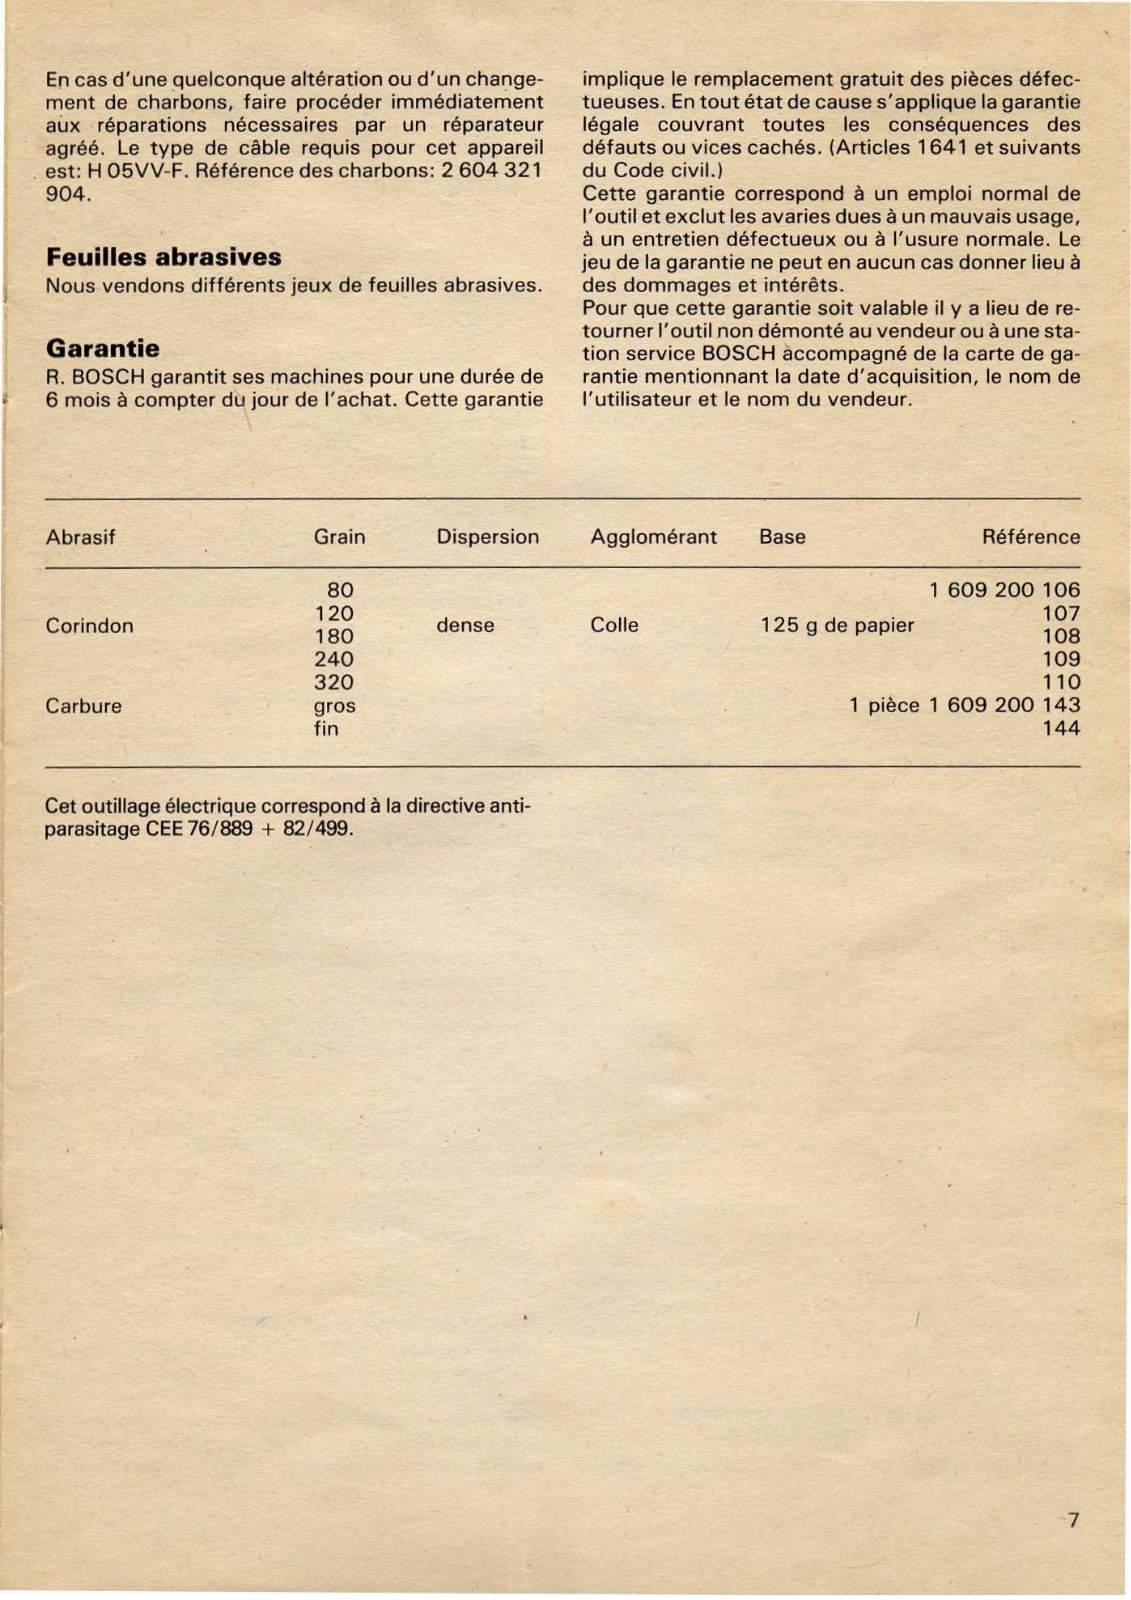 En cas d'une quelconque altération ou d'un change-
ment de charbons, faire procéder immédiatement
aux réparations nécessaires par un réparateur
agréé. Le type de câble requis pour cet appareil
est: H 05VV-F. Référence des charbons: 2 604 321
904.
Feuilles abrasives
Nous vendons différents jeux de feuilles abrasives.
Garantie
R. BOSCH garantit ses machines pour une durée de
6 mois à compter du jour de l'achat. Cette garantie
implique le remplacement gratuit des pièces défec-
tueuses. En tout état de cause s'applique la garantie
légale couvrant toutes les conséquences des
défauts ou vices cachés. (Articles 1641 et suivants
du Code civil.)
Cette garantie correspond à un emploi normal de
l'outil et exclut les avaries dues à un mauvais usage,
à un entretien défectueux ou à l'usure normale. Le
jeu de la garantie ne peut en aucun cas donner lieu à
des dommages et intérêts.
Pour que cette garantie soit valable il y a lieu de re-
tourner l'outil non démonté au vendeur ou à une sta-
tion service BOSCH accompagné de la carte de ga-
rantie mentionnant la date d'acquisition, le nom de
l'utilisateur et le nom du vendeur.
Abrasif Grain Dispersion Agglomérant Base Référence
80 1 609 200 106
120 107
Corindon dense Colle 125 g de papier
180 108
240 109
320 110
Carbure gros 1 pièce 1 609 200 143
fin 144
Cet outillage électrique correspond à la directive anti-
parasitage CEE 76/889 + 82/499.
7